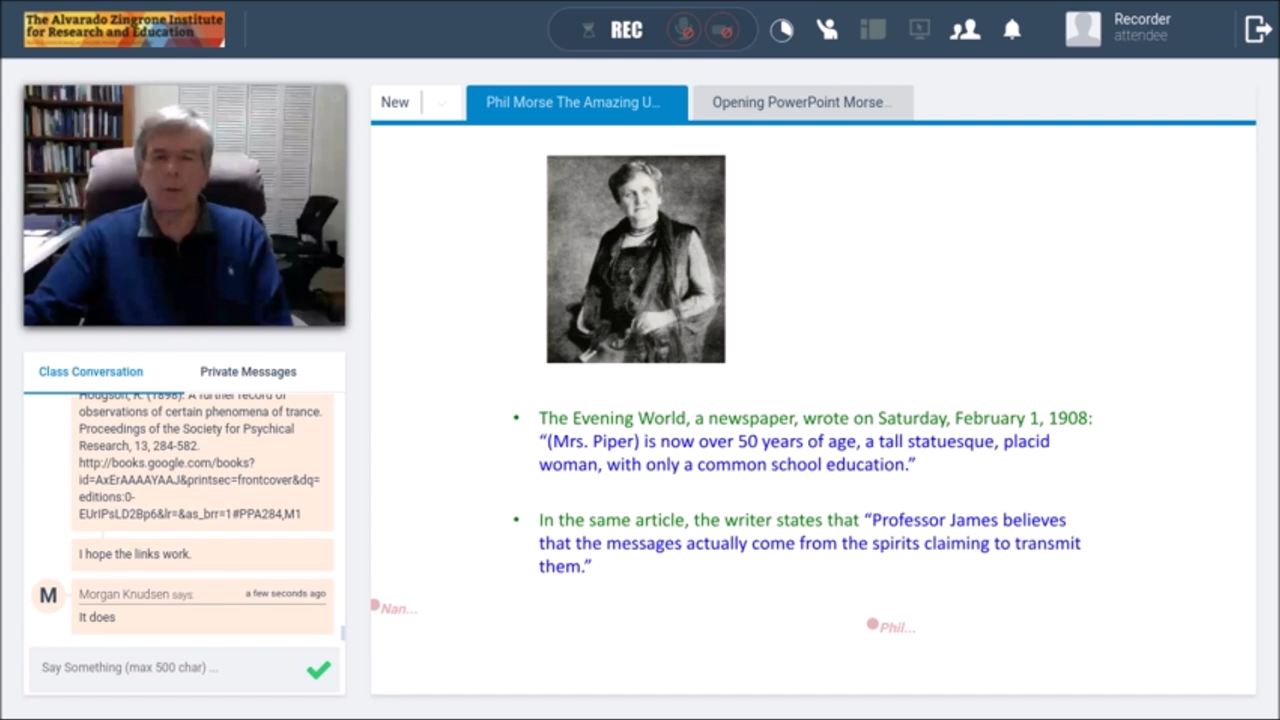 The Alvarado Zingrone Institute
for Research and Education
REC
Recorder
attendee
New
Phil Morse The Amazing U...
Opening PowerPoint Morse...
Class Conversation
Private Messages
Hodgson, R. (1898). A further record of
observations of certain phenomena of trance.
Proceedings of the Society for Psychical
Research, 13, 284-582.
http://books.google.com/books?
id=AxErAAAAYAAJ&printsec=frontcover&dq=
editions:0-
EUrIPsLD2Bp6&lr=&as_brr=1#PPA284,M1
I hope the links work.
M
Morgan Knudsen says:
a few seconds ago
It does
Say Something (max 500 char) ...
• The Evening World, a newspaper, wrote on Saturday, February 1, 1908:
“(Mrs. Piper) is now over 50 years of age, a tall statuesque, placid
woman, with only a common school education.”
• In the same article, the writer states that “Professor James believes
that the messages actually come from the spirits claiming to transmit
them.”
Nan...
Phil...